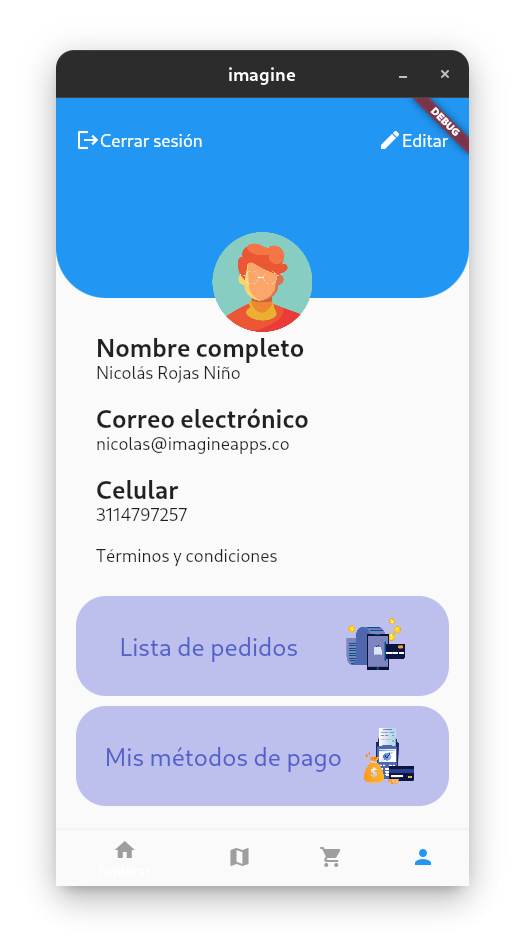 imagine
DEBUG
Cerrar sesión
Editar
Nombre completo
Nicolás Rojas Niño
Correo electrónico
nicolas@imagineapps.co
Celular
3114797257
Términos y condiciones
Lista de pedidos
Mis métodos de pago